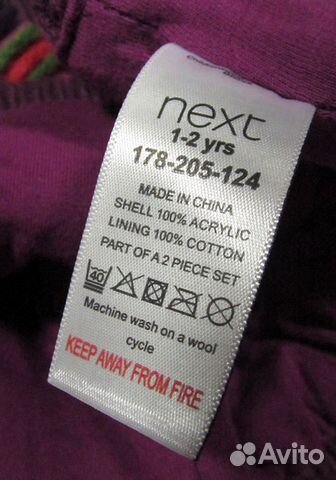 next
1-2 yrs
178-205-124
MADE IN CHINA
SHELL 100% ACRYLIC
LINING 100% COTTON
PART OF A 2 PIECE SET
40
Machine wash on a wool
cycle
KEEP AWAY FROM FIRE
Avito